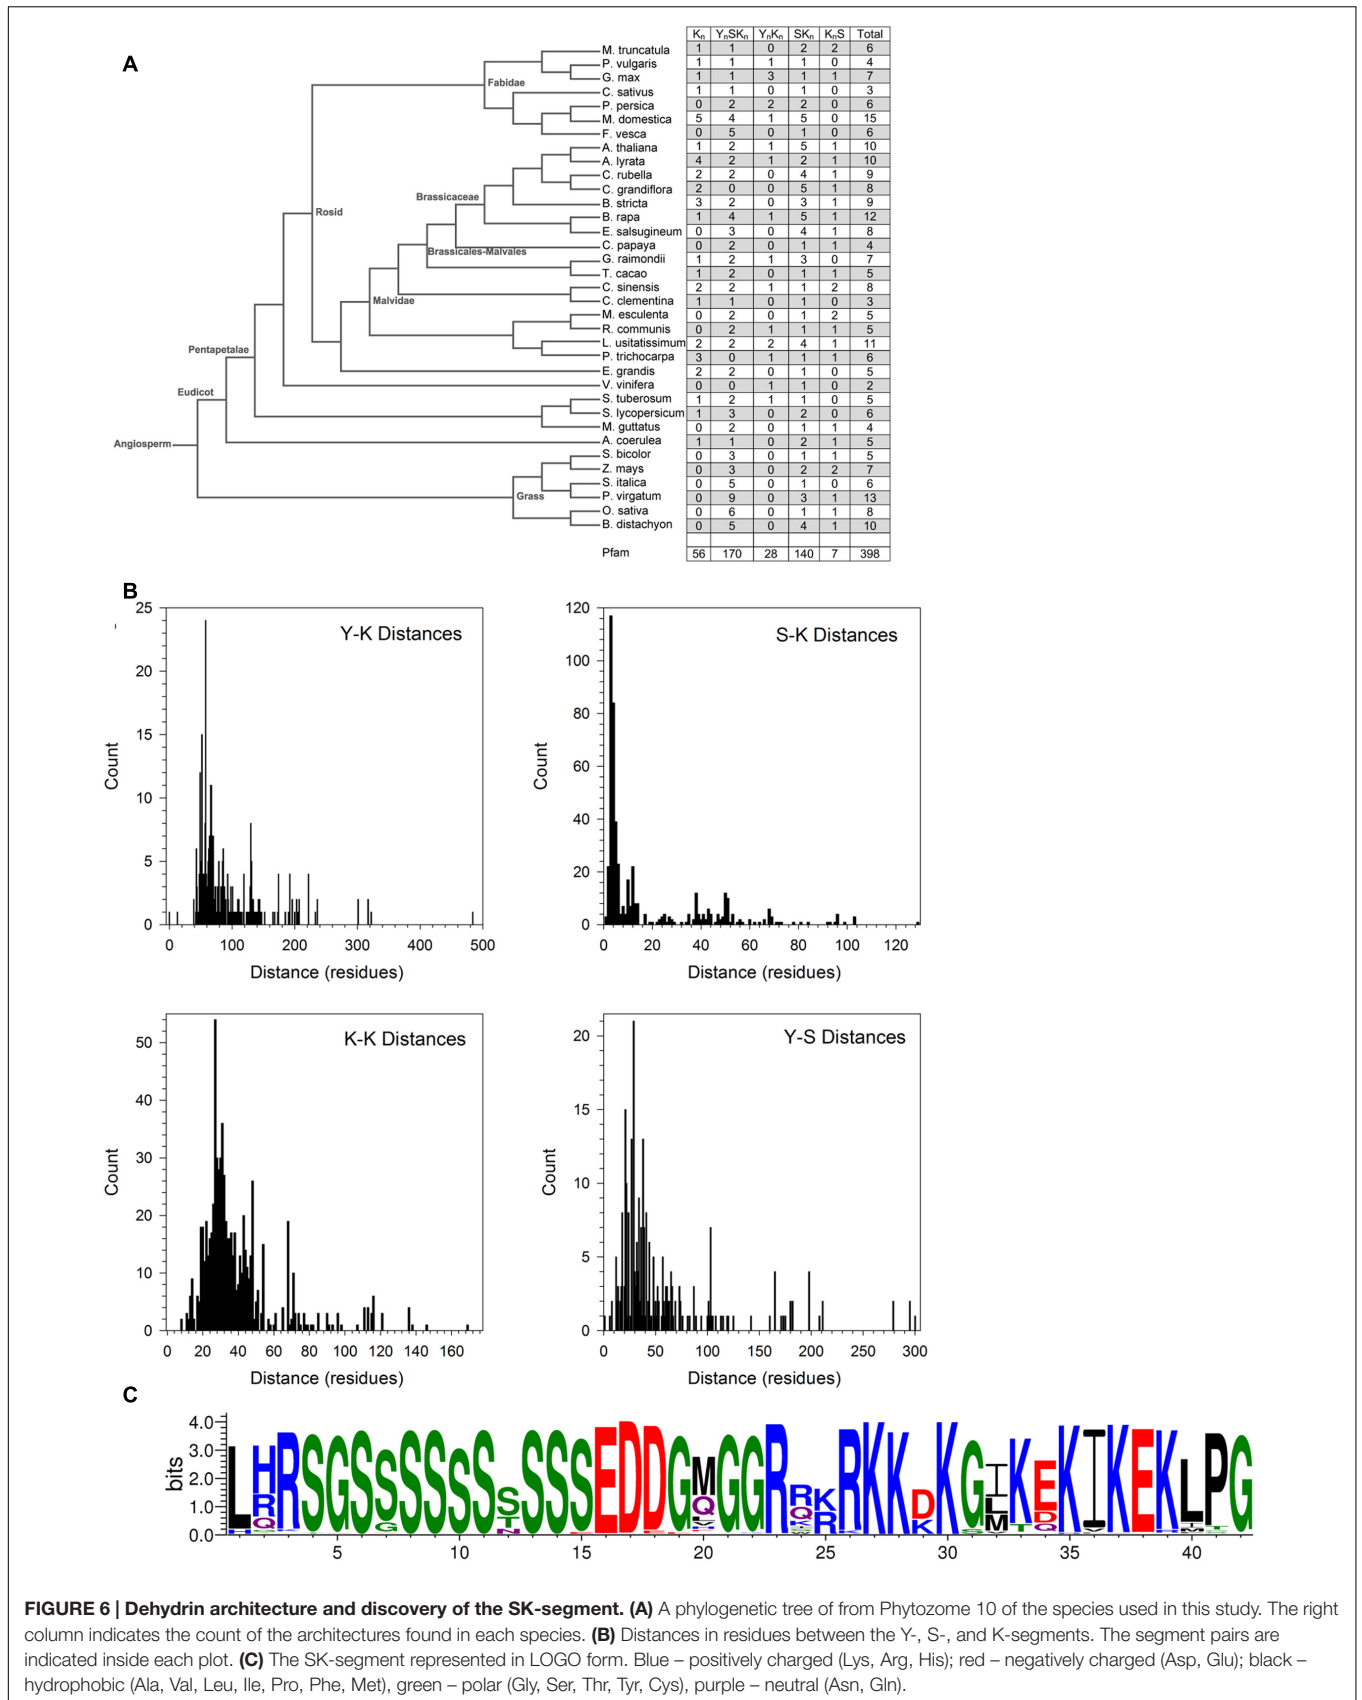 A
Kn YnSKn YnKn SKn KnS Total
M. truncatula 1 1 0 2 2 6
P. vulgaris 1 1 1 1 0 4
G. max 1 1 3 1 1 7
C. sativus 1 1 0 1 0 3
P. persica 0 2 2 2 0 6
M. domestica 5 4 1 5 0 15
F. vesca 0 5 0 1 0 6
A. thaliana 1 2 1 5 1 10
A. lyrata 4 2 1 2 1 10
C. rubella 2 2 0 4 1 9
C. grandiflora 2 0 0 5 1 8
B. stricta 3 2 0 3 1 9
B. rapa 1 4 1 5 1 12
E. salsugineum 0 3 0 4 1 8
C. papaya 0 2 0 1 1 4
G. raimondii 1 2 1 3 0 7
T. cacao 1 2 0 1 1 5
C. sinensis 2 2 1 1 2 8
C. clementina 1 1 0 1 0 3
M. esculenta 0 2 0 1 2 5
R. communis 0 2 1 1 1 5
L. usitatissimum 2 2 2 4 1 11
P. trichocarpa 3 0 1 1 1 6
E. grandis 2 2 0 1 0 5
V. vinifera 0 0 1 1 0 2
S. tuberosum 1 2 1 1 0 5
S. lycopersicum 1 3 0 2 0 6
M. guttatus 0 2 0 1 1 4
A. coerulea 1 1 0 2 1 5
S. bicolor 0 3 0 1 1 5
Z. mays 0 3 0 2 2 7
S. italica 0 5 0 1 0 6
P. virgatum 0 9 0 3 1 13
O. sativa 0 6 0 1 1 8
B. distachyon 0 5 0 4 1 10
Pfam 56 170 28 140 7 398
Fabidae
Rosid
Brassicaceae
Brassicales-Malvales
Malvidae
Pentapetalae
Eudicot
Angiosperm
Grass
B
Y-K Distances
Count
25
20
15
10
5
0
0 100 200 300 400 500
Distance (residues)
S-K Distances
Count
120
100
80
60
40
20
0
0 20 40 60 80 100 120
Distance (residues)
K-K Distances
Count
50
40
30
20
10
0
0 20 40 60 80 100 120 140 160
Distance (residues)
Y-S Distances
Count
20
15
10
5
0
0 50 100 150 200 250 300
Distance (residues)
C
bits
4.0
3.0
2.0
1.0
0.0
LHRSGSSSSSSSSSSEDDGMGGRRKRKKDKGIKEKIKEKLPG
5 10 15 20 25 30 35 40
FIGURE 6 | Dehydrin architecture and discovery of the SK-segment. (A) A phylogenetic tree of from Phytozome 10 of the species used in this study. The right
column indicates the count of the architectures found in each species. (B) Distances in residues between the Y-, S-, and K-segments. The segment pairs are
indicated inside each plot. (C) The SK-segment represented in LOGO form. Blue – positively charged (Lys, Arg, His); red – negatively charged (Asp, Glu); black –
hydrophobic (Ala, Val, Leu, Ile, Pro, Phe, Met), green – polar (Gly, Ser, Thr, Tyr, Cys), purple – neutral (Asn, Gln).